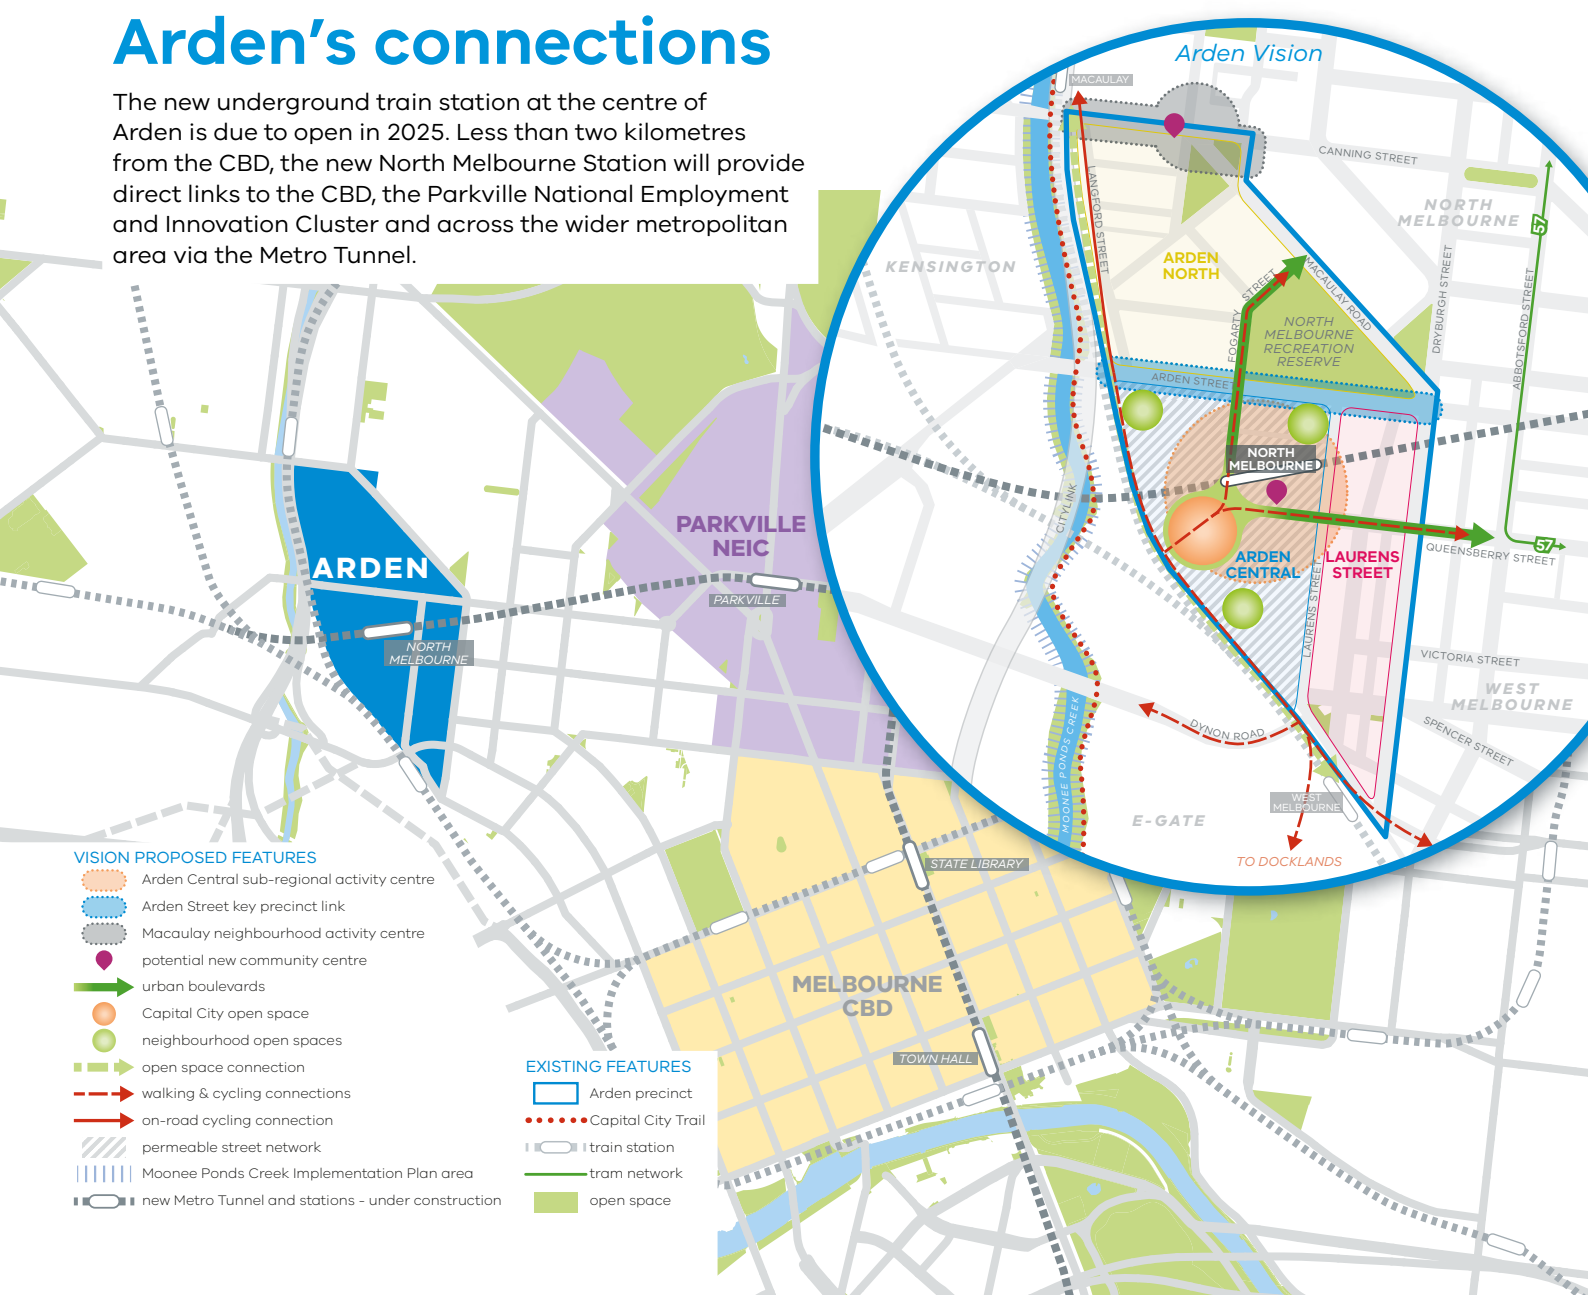 Arden's connections
The new underground train station at the centre of
Arden is due to open in 2025. Less than two kilometres
from the CBD, the new North Melbourne Station will provide
direct links to the CBD, the Parkville National Employment
and Innovation Cluster and across the wider metropolitan
area via the Metro Tunnel.
Arden Vision
MACAULAY
CANNING STREET
NORTH
MELBOURNE
57
KENSINGTON
LANGFORD STREET
ARDEN
NORTH
FOGARTY STREET
MACAULAY ROAD
DRYBURGH STREET
ABBOTSFORD STREET
NORTH
MELBOURNE
RECREATION
RESERVE
ARDEN STREET
NORTH
MELBOURNE
CITYLINK
ARDEN
CENTRAL
LAURENS
STREET
LAURENS STREET
57
QUEENSBERRY STREET
VICTORIA STREET
WEST
MELBOURNE
SPENCER STREET
DYNON ROAD
MOONEE PONDS CREEK
WEST
MELBOURNE
E-GATE
TO DOCKLANDS
PARKVILLE
NEIC
PARKVILLE
ARDEN
NORTH
MELBOURNE
STATE LIBRARY
MELBOURNE
CBD
TOWN HALL
VISION PROPOSED FEATURES
Arden Central sub-regional activity centre
Arden Street key precinct link
Macaulay neighbourhood activity centre
potential new community centre
urban boulevards
Capital City open space
neighbourhood open spaces
open space connection
walking & cycling connections
on-road cycling connection
permeable street network
Moonee Ponds Creek Implementation Plan area
new Metro Tunnel and stations - under construction
EXISTING FEATURES
Arden precinct
Capital City Trail
train station
tram network
open space